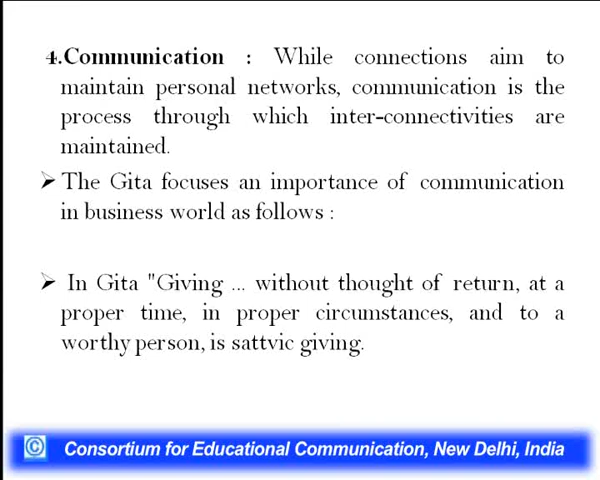 4.Communication : While connections aim to
maintain personal networks, communication is the
process through which inter-connectivities are
maintained.
➢ The Gita focuses an importance of communication
in business world as follows :
➢ In Gita "Giving ... without thought of return, at a
proper time, in proper circumstances, and to a
worthy person, is sattvic giving.
© Consortium for Educational Communication, New Delhi, India